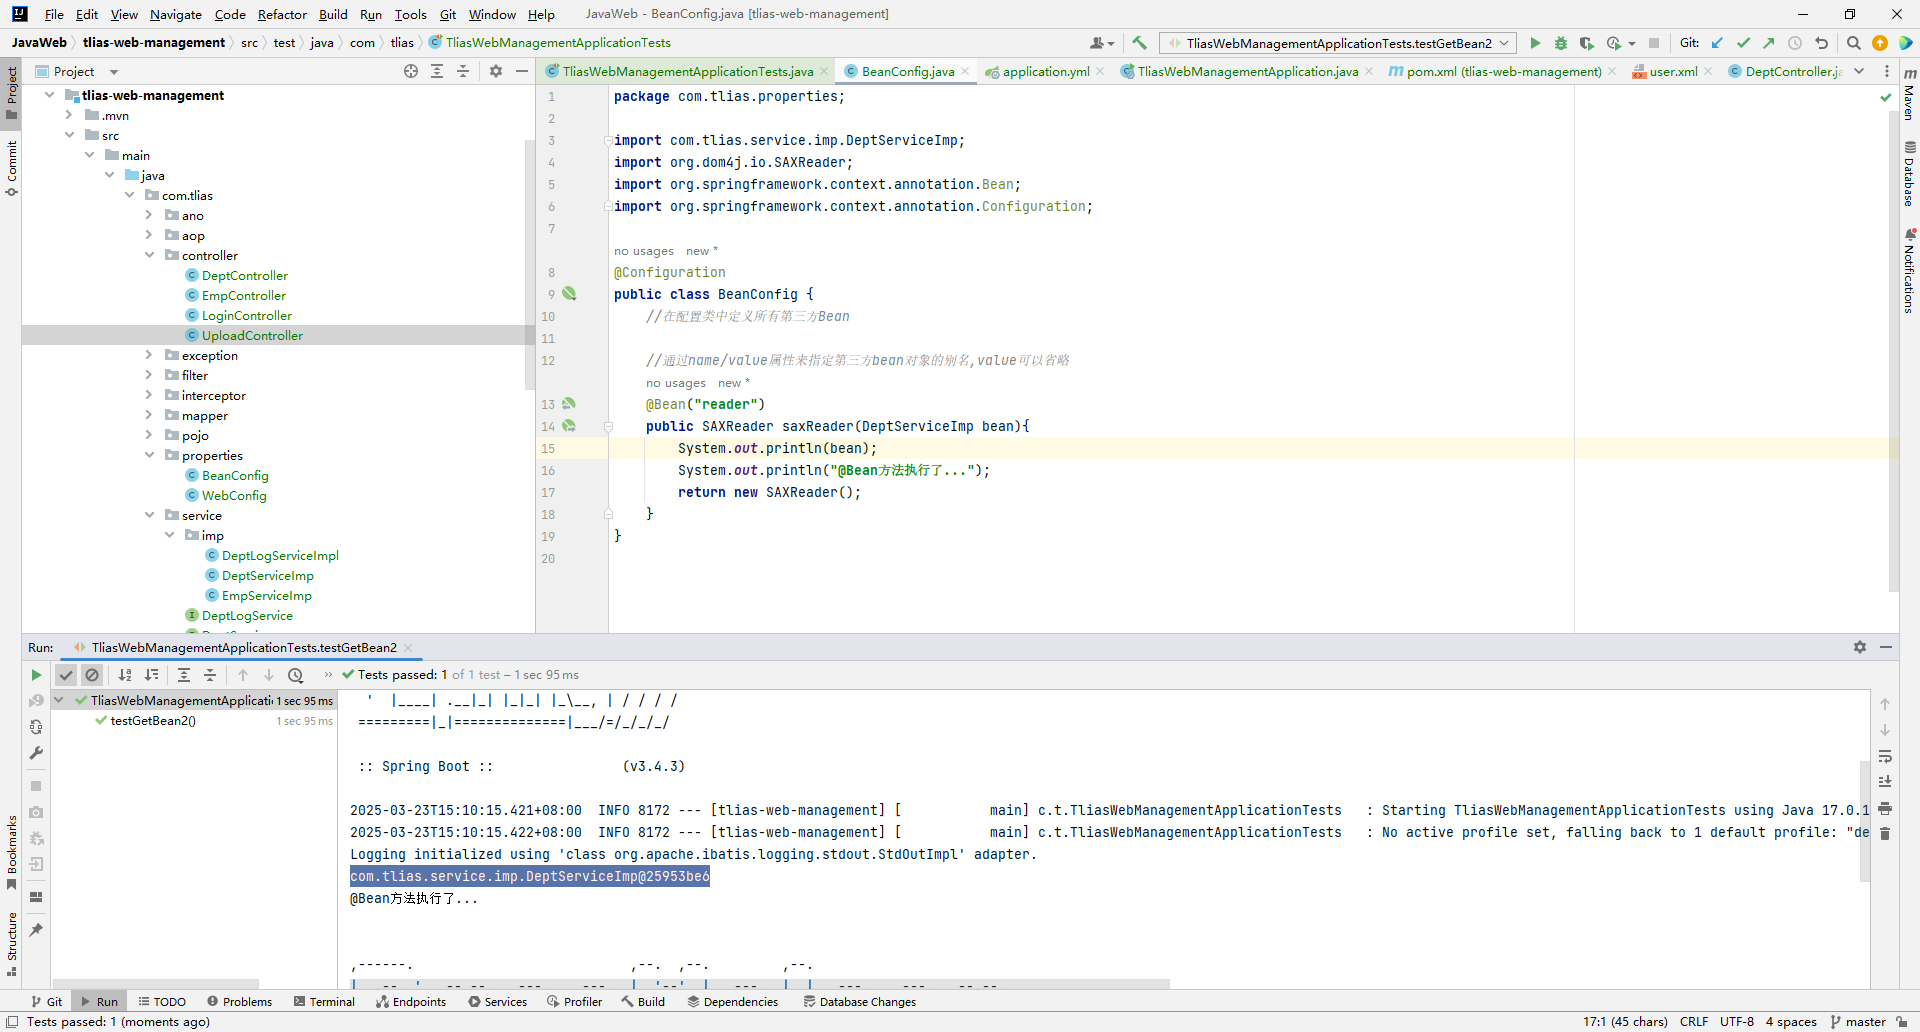 File Edit View Navigate Code Refactor Build Run Tools Git Window Help JavaWeb - BeanConfig.java [tlias-web-management]
JavaWeb tlias-web-management src test java com tlias TliasWebManagementApplicationTests TliasWebManagementApplicationTests.testGetBean2 Git:
Project
TliasWebManagementApplicationTests.java BeanConfig.java application.yml TliasWebManagementApplication.java pom.xml (tlias-web-management) user.xml DeptController.ja
Project
Commit
Bookmarks
Structure
Maven
Database
Notifications
tlias-web-management
.mvn
src
main
java
com.tlias
ano
aop
controller
DeptController
EmpController
LoginController
UploadController
exception
filter
interceptor
mapper
pojo
properties
BeanConfig
WebConfig
service
imp
DeptLogServiceImpl
DeptServiceImp
EmpServiceImp
DeptLogService
1 package com.tlias.properties;
2
3 import com.tlias.service.imp.DeptServiceImp;
4 import org.dom4j.io.SAXReader;
5 import org.springframework.context.annotation.Bean;
6 import org.springframework.context.annotation.Configuration;
7
no usages new *
8 @Configuration
9 public class BeanConfig {
10 //在配置类中定义所有第三方Bean
11
12 //通过name/value属性来指定第三方bean对象的别名,value可以省略
no usages new *
13 @Bean("reader")
14 public SAXReader saxReader(DeptServiceImp bean){
15 System.out.println(bean);
16 System.out.println("@Bean方法执行了...");
17 return new SAXReader();
18 }
19 }
20
Run: TliasWebManagementApplicationTests.testGetBean2
Tests passed: 1 of 1 test – 1 sec 95 ms
TliasWebManagementApplicati 1 sec 95 ms
testGetBean2() 1 sec 95 ms
' |____| .__|_| |_|_| |_\__, | / / / /
=========|_|==============|___/=/_/_/_/
:: Spring Boot :: (v3.4.3)
2025-03-23T15:10:15.421+08:00 INFO 8172 --- [tlias-web-management] [ main] c.t.TliasWebManagementApplicationTests : Starting TliasWebManagementApplicationTests using Java 17.0.1
2025-03-23T15:10:15.422+08:00 INFO 8172 --- [tlias-web-management] [ main] c.t.TliasWebManagementApplicationTests : No active profile set, falling back to 1 default profile: "de
Logging initialized using 'class org.apache.ibatis.logging.stdout.StdOutImpl' adapter.
com.tlias.service.imp.DeptServiceImp@25953be6
@Bean方法执行了...
,------. ,--. ,--. ,--.
Git Run TODO Problems Terminal Endpoints Services Profiler Build Dependencies Database Changes
Tests passed: 1 (moments ago) 17:1 (45 chars) CRLF UTF-8 4 spaces master